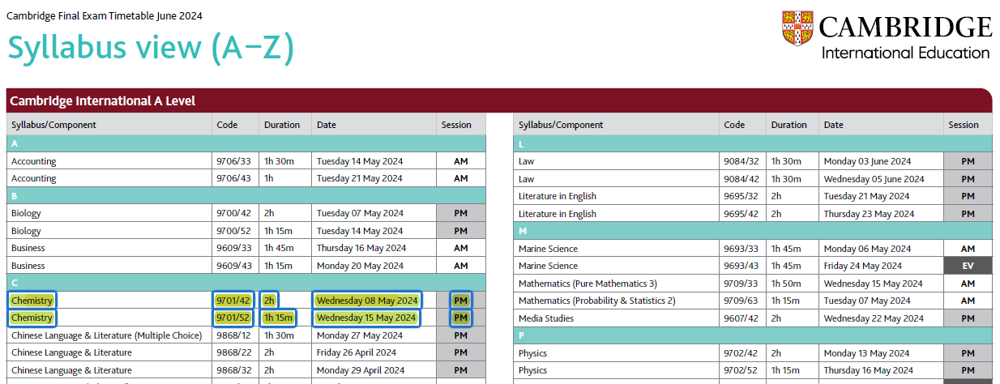 Cambridge Final Exam Timetable June 2024
Syllabus view (A–Z)
CAMBRIDGE
International Education
Cambridge International A Level
Syllabus/Component Code Duration Date Session
A
Accounting 9706/33 1h 30m Tuesday 14 May 2024 AM
Accounting 9706/43 1h Tuesday 21 May 2024 AM
B
Biology 9700/42 2h Tuesday 07 May 2024 PM
Biology 9700/52 1h 15m Tuesday 14 May 2024 PM
Business 9609/33 1h 45m Thursday 16 May 2024 AM
Business 9609/43 1h 15m Monday 20 May 2024 AM
C
Chemistry 9701/42 2h Wednesday 08 May 2024 PM
Chemistry 9701/52 1h 15m Wednesday 15 May 2024 PM
Chinese Language & Literature (Multiple Choice) 9868/12 1h 30m Monday 27 May 2024 PM
Chinese Language & Literature 9868/22 2h Friday 26 April 2024 PM
Chinese Language & Literature 9868/32 2h Monday 29 April 2024 PM
Syllabus/Component Code Duration Date Session
L
Law 9084/32 1h 30m Monday 03 June 2024 PM
Law 9084/42 1h 30m Wednesday 05 June 2024 PM
Literature in English 9695/32 2h Tuesday 21 May 2024 PM
Literature in English 9695/42 2h Thursday 23 May 2024 PM
M
Marine Science 9693/33 1h 45m Monday 06 May 2024 AM
Marine Science 9693/43 1h 45m Friday 24 May 2024 EV
Mathematics (Pure Mathematics 3) 9709/33 1h 50m Wednesday 15 May 2024 AM
Mathematics (Probability & Statistics 2) 9709/63 1h 15m Tuesday 07 May 2024 AM
Media Studies 9607/42 2h Wednesday 22 May 2024 PM
P
Physics 9702/42 2h Monday 13 May 2024 PM
Physics 9702/52 1h 15m Thursday 16 May 2024 PM